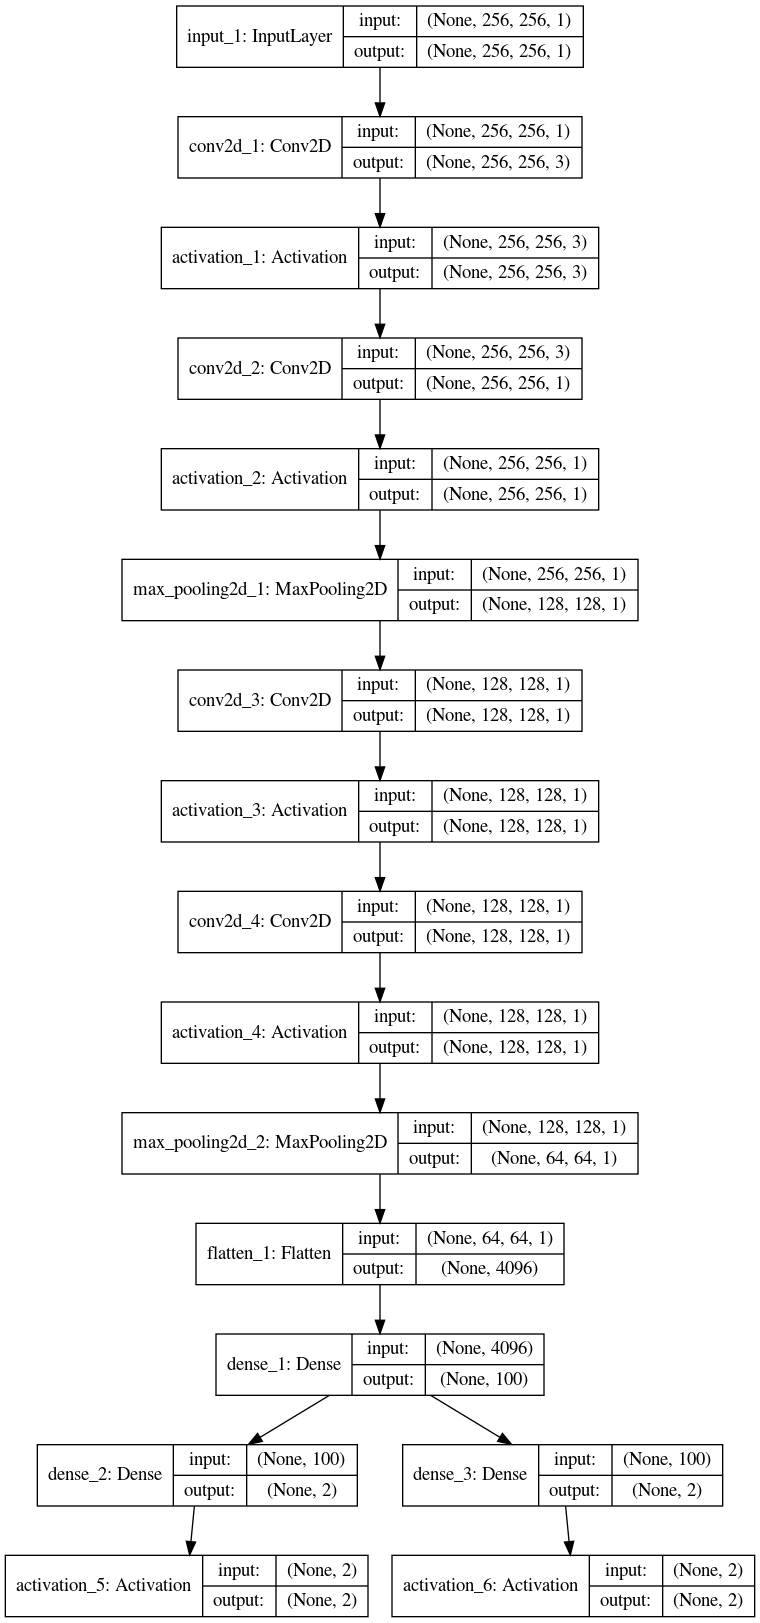 input_1: InputLayer
input: (None, 256, 256, 1)
output: (None, 256, 256, 1)
conv2d_1: Conv2D
input: (None, 256, 256, 1)
output: (None, 256, 256, 3)
activation_1: Activation
input: (None, 256, 256, 3)
output: (None, 256, 256, 3)
conv2d_2: Conv2D
input: (None, 256, 256, 3)
output: (None, 256, 256, 1)
activation_2: Activation
input: (None, 256, 256, 1)
output: (None, 256, 256, 1)
max_pooling2d_1: MaxPooling2D
input: (None, 256, 256, 1)
output: (None, 128, 128, 1)
conv2d_3: Conv2D
input: (None, 128, 128, 1)
output: (None, 128, 128, 1)
activation_3: Activation
input: (None, 128, 128, 1)
output: (None, 128, 128, 1)
conv2d_4: Conv2D
input: (None, 128, 128, 1)
output: (None, 128, 128, 1)
activation_4: Activation
input: (None, 128, 128, 1)
output: (None, 128, 128, 1)
max_pooling2d_2: MaxPooling2D
input: (None, 128, 128, 1)
output: (None, 64, 64, 1)
flatten_1: Flatten
input: (None, 64, 64, 1)
output: (None, 4096)
dense_1: Dense
input: (None, 4096)
output: (None, 100)
dense_2: Dense
input: (None, 100)
output: (None, 2)
dense_3: Dense
input: (None, 100)
output: (None, 2)
activation_5: Activation
input: (None, 2)
output: (None, 2)
activation_6: Activation
input: (None, 2)
output: (None, 2)